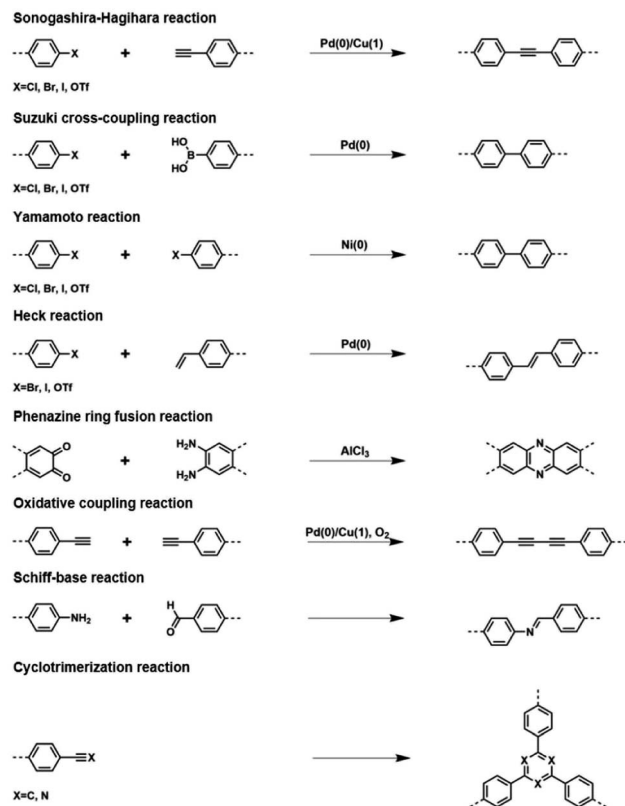 Sonogashira-Hagihara reaction
X + Pd(0)/Cu(1)
X=Cl, Br, I, OTf
Suzuki cross-coupling reaction
X + HO B HO Pd(0)
X=Cl, Br, I, OTf
Yamamoto reaction
X + X Ni(0)
X=Cl, Br, I, OTf
Heck reaction
X + Pd(0)
X=Br, I, OTf
Phenazine ring fusion reaction
O O + H₂N H₂N AlCl₃ N N
Oxidative coupling reaction
+ Pd(0)/Cu(1), O₂
Schiff-base reaction
NH₂ + H O N
Cyclotrimerization reaction
X X X X
X=C, N